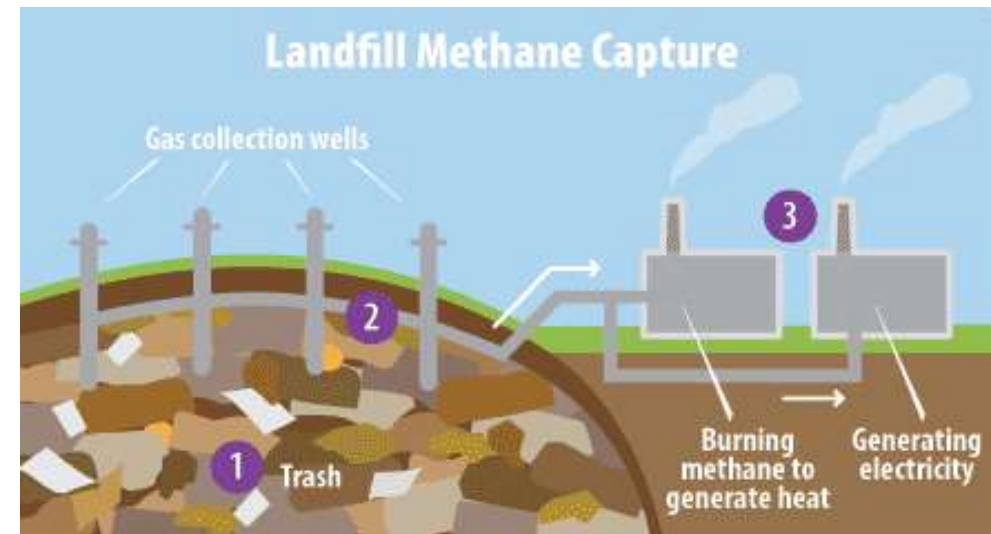 Landfill Methane Capture
Gas collection wells
3
2
1
Trash
Burning
methane to
generate heat
Generating
electricity